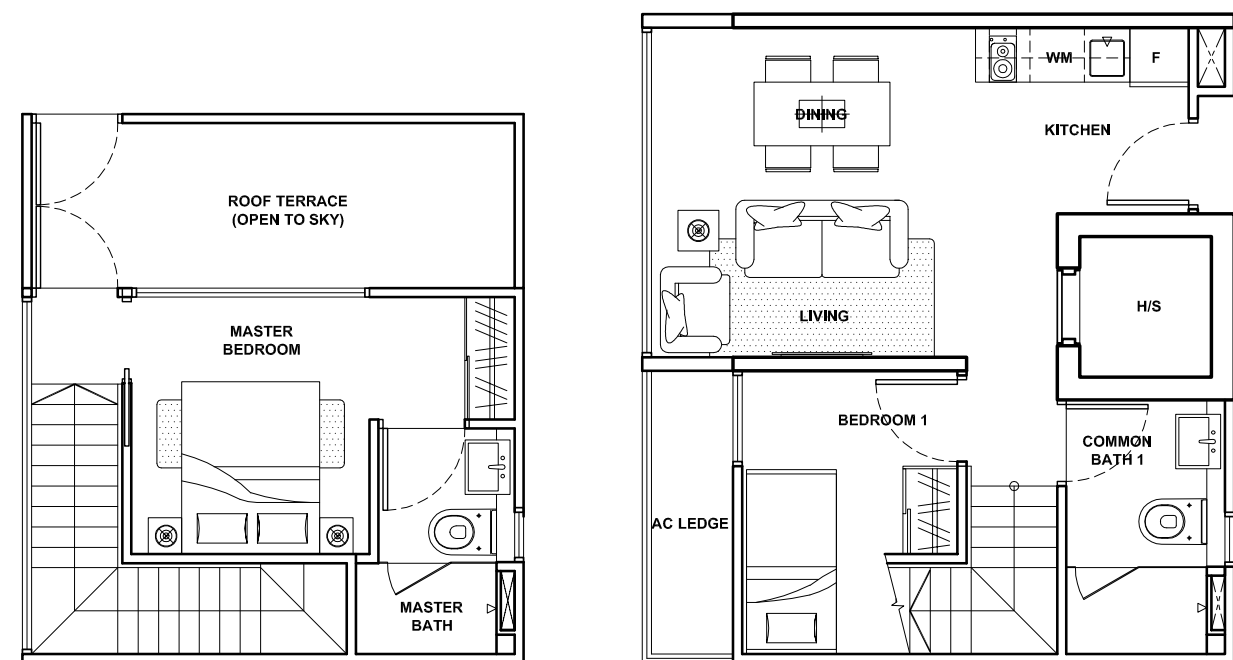 ROOF TERRACE
(OPEN TO SKY)
MASTER
BEDROOM
MASTER
BATH
WM
F
DINING
KITCHEN
LIVING
H/S
BEDROOM 1
COMMON
BATH 1
AC LEDGE